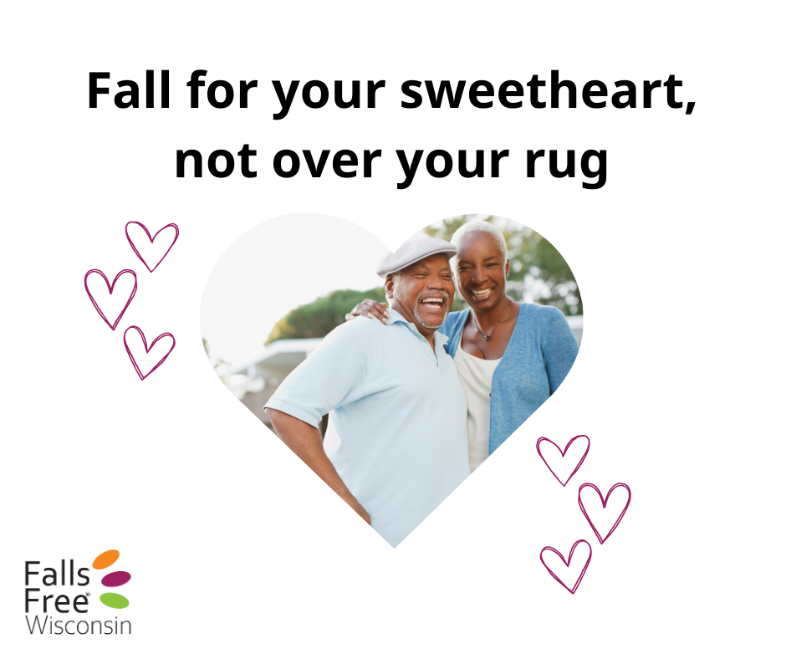 Fall for your sweetheart,
not over your rug
Falls
Free®
Wisconsin